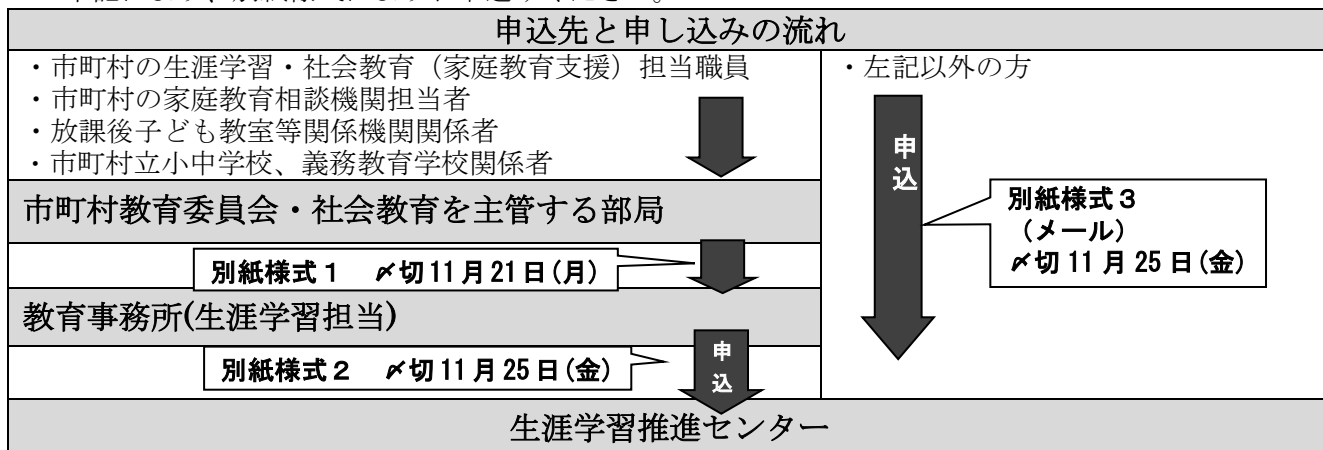 申込先と申し込みの流れ
・市町村の生涯学習・社会教育（家庭教育支援）担当職員
・市町村の家庭教育相談機関担当者
・放課後子ども教室等関係機関関係者
・市町村立小中学校、義務教育学校関係者
・左記以外の方
申込
別紙様式３
（メール）
〆切 11 月 25 日(金)
市町村教育委員会・社会教育を主管する部局
別紙様式１　〆切 11 月 21 日(月)
教育事務所(生涯学習担当)
別紙様式２　〆切 11 月 25 日(金)
申込
生涯学習推進センター